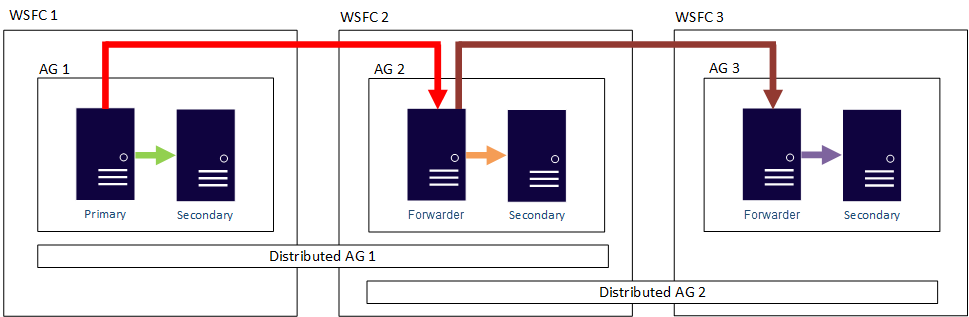 WSFC 1
WSFC 2
WSFC 3
AG 1
AG 2
AG 3
Primary
Secondary
Forwarder
Secondary
Forwarder
Secondary
Distributed AG 1
Distributed AG 2